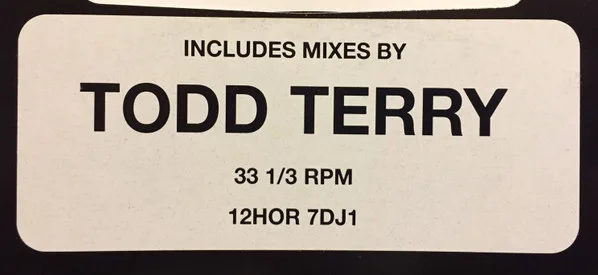 INCLUDES MIXES BY
TODD TERRY
33 1/3 RPM
12HOR 7DJ1